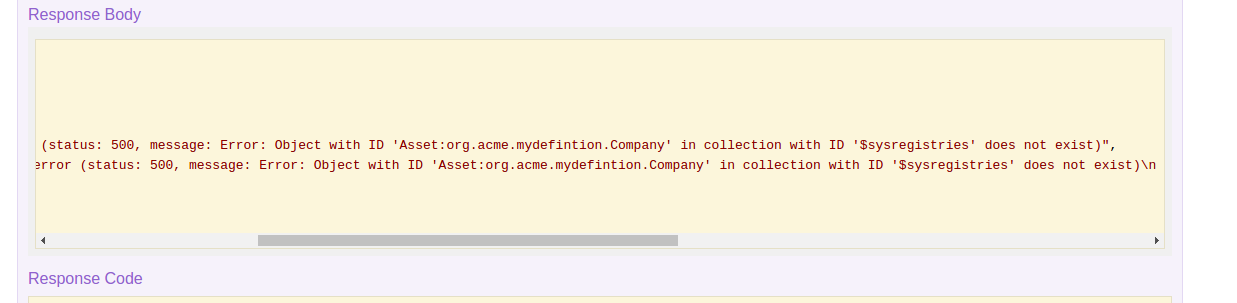 Response Body
(status: 500, message: Error: Object with ID 'Asset:org.acme.mydefintion.Company' in collection with ID '$sysregistries' does not exist)",
error (status: 500, message: Error: Object with ID 'Asset:org.acme.mydefintion.Company' in collection with ID '$sysregistries' does not exist)\n
Response Code